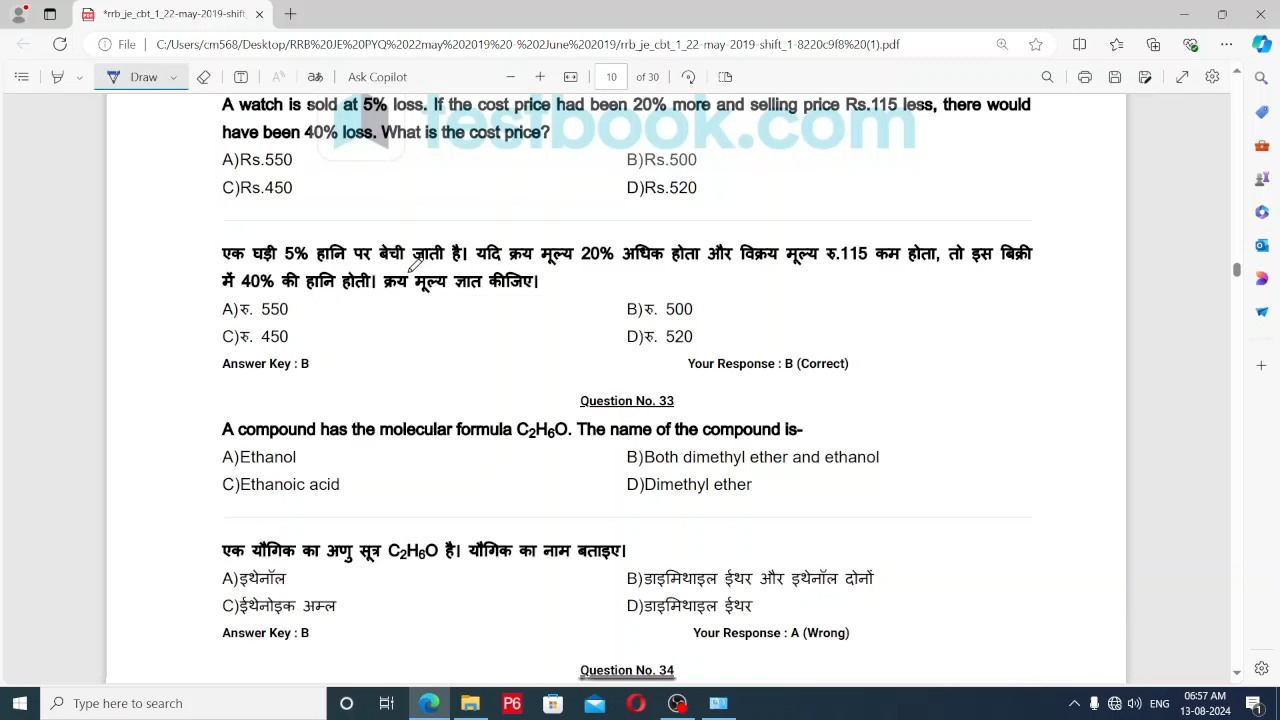 *rrb_je_cbt_1_22-may-2019-shift
File C:/Users/cm568/Desktop/RRB%20JE%20PYQ%2022may%202019%20-%202June%202019/rrb_je_cbt_1_22-may-2019-shift_1-82d9f8%20(1).pdf
Draw Ask Copilot 10 of 30
testbook.com
A watch is sold at 5% loss. If the cost price had been 20% more and selling price Rs.115 less, there would
have been 40% loss. What is the cost price?
A)Rs.550 B)Rs.500
C)Rs.450 D)Rs.520
एक घड़ी 5% हानि पर बेची जाती है। यदि क्रय मूल्य 20% अधिक होता और विक्रय मूल्य रु.115 कम होता, तो इस बिक्री
में 40% की हानि होती। क्रय मूल्य ज्ञात कीजिए।
A)रु. 550 B)रु. 500
C)रु. 450 D)रु. 520
Answer Key : B Your Response : B (Correct)
Question No. 33
A compound has the molecular formula C₂H₆O. The name of the compound is-
A)Ethanol B)Both dimethyl ether and ethanol
C)Ethanoic acid D)Dimethyl ether
एक यौगिक का अणु सूत्र C₂H₆O है। यौगिक का नाम बताइए।
A)इथेनॉल B)डाइमिथाइल ईथर और इथेनॉल दोनों
C)ईथेनोइक अम्ल D)डाइमिथाइल ईथर
Answer Key : B Your Response : A (Wrong)
Question No. 34
Type here to search P6 ENG 06:57 AM
13-08-2024